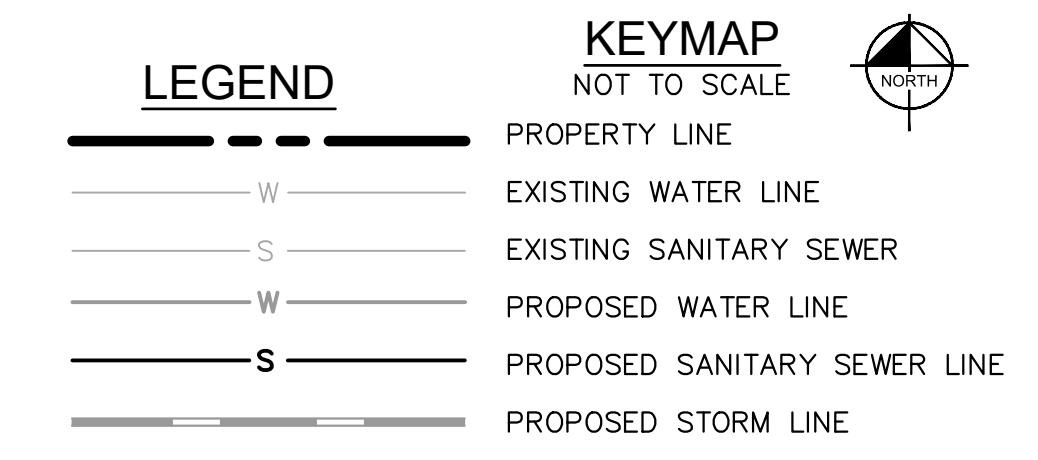 KEYMAP
NOT TO SCALE
NORTH
LEGEND
PROPERTY LINE
W EXISTING WATER LINE
S EXISTING SANITARY SEWER
W PROPOSED WATER LINE
S PROPOSED SANITARY SEWER LINE
PROPOSED STORM LINE